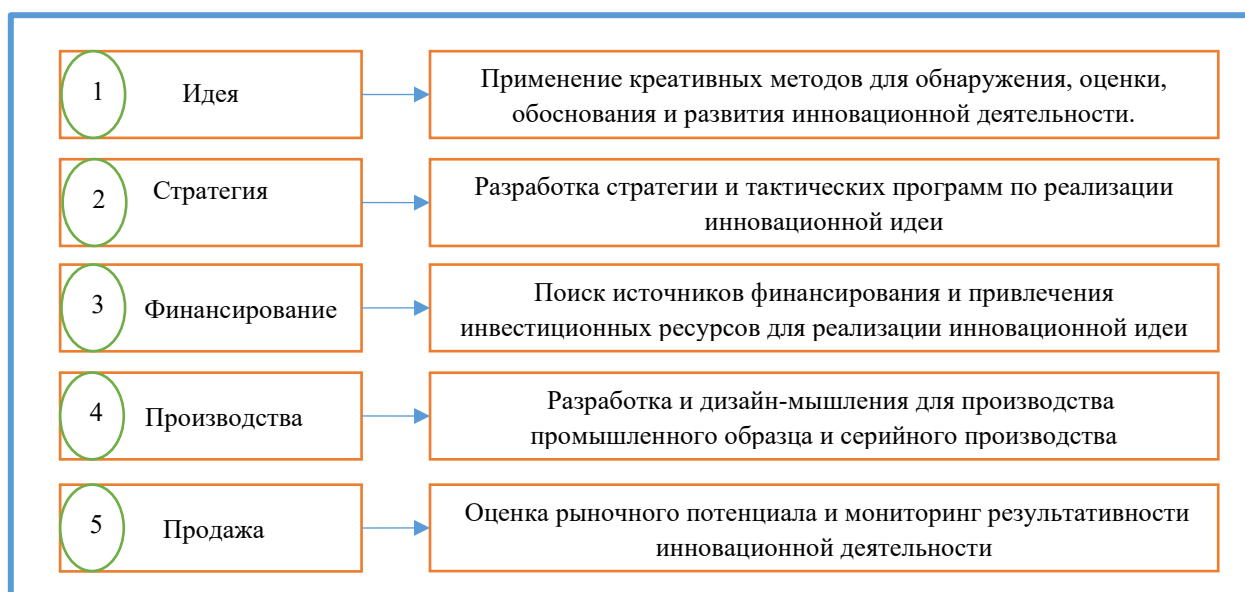 1
Идея
Применение креативных методов для обнаружения, оценки,
обоснования и развития инновационной деятельности.
2
Стратегия
Разработка стратегии и тактических программ по реализации
инновационной идеи
3
Финансирование
Поиск источников финансирования и привлечения
инвестиционных ресурсов для реализации инновационной идеи
4
Производства
Разработка и дизайн-мышления для производства
промышленного образца и серийного производства
5
Продажа
Оценка рыночного потенциала и мониторинг результативности
инновационной деятельности